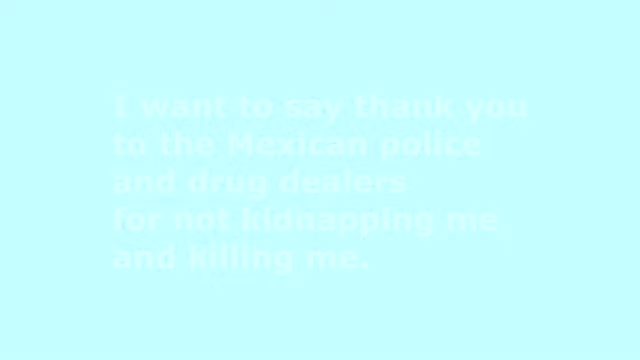 I want to say thank you
to the Mexican police
and drug dealers
for not kidnapping me
and killing me.